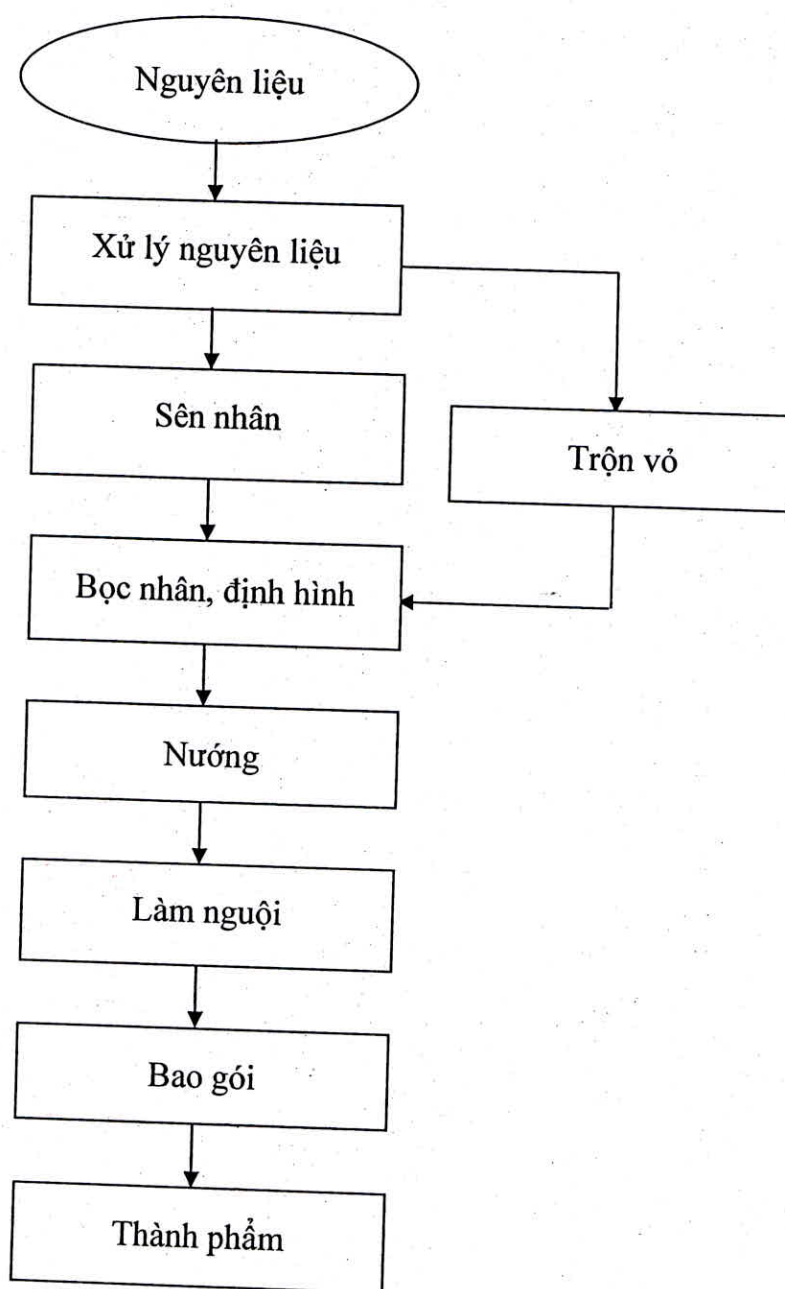 Nguyên liệu
Xử lý nguyên liệu
Sên nhân
Trộn vỏ
Bọc nhân, định hình
Nướng
Làm nguội
Bao gói
Thành phẩm